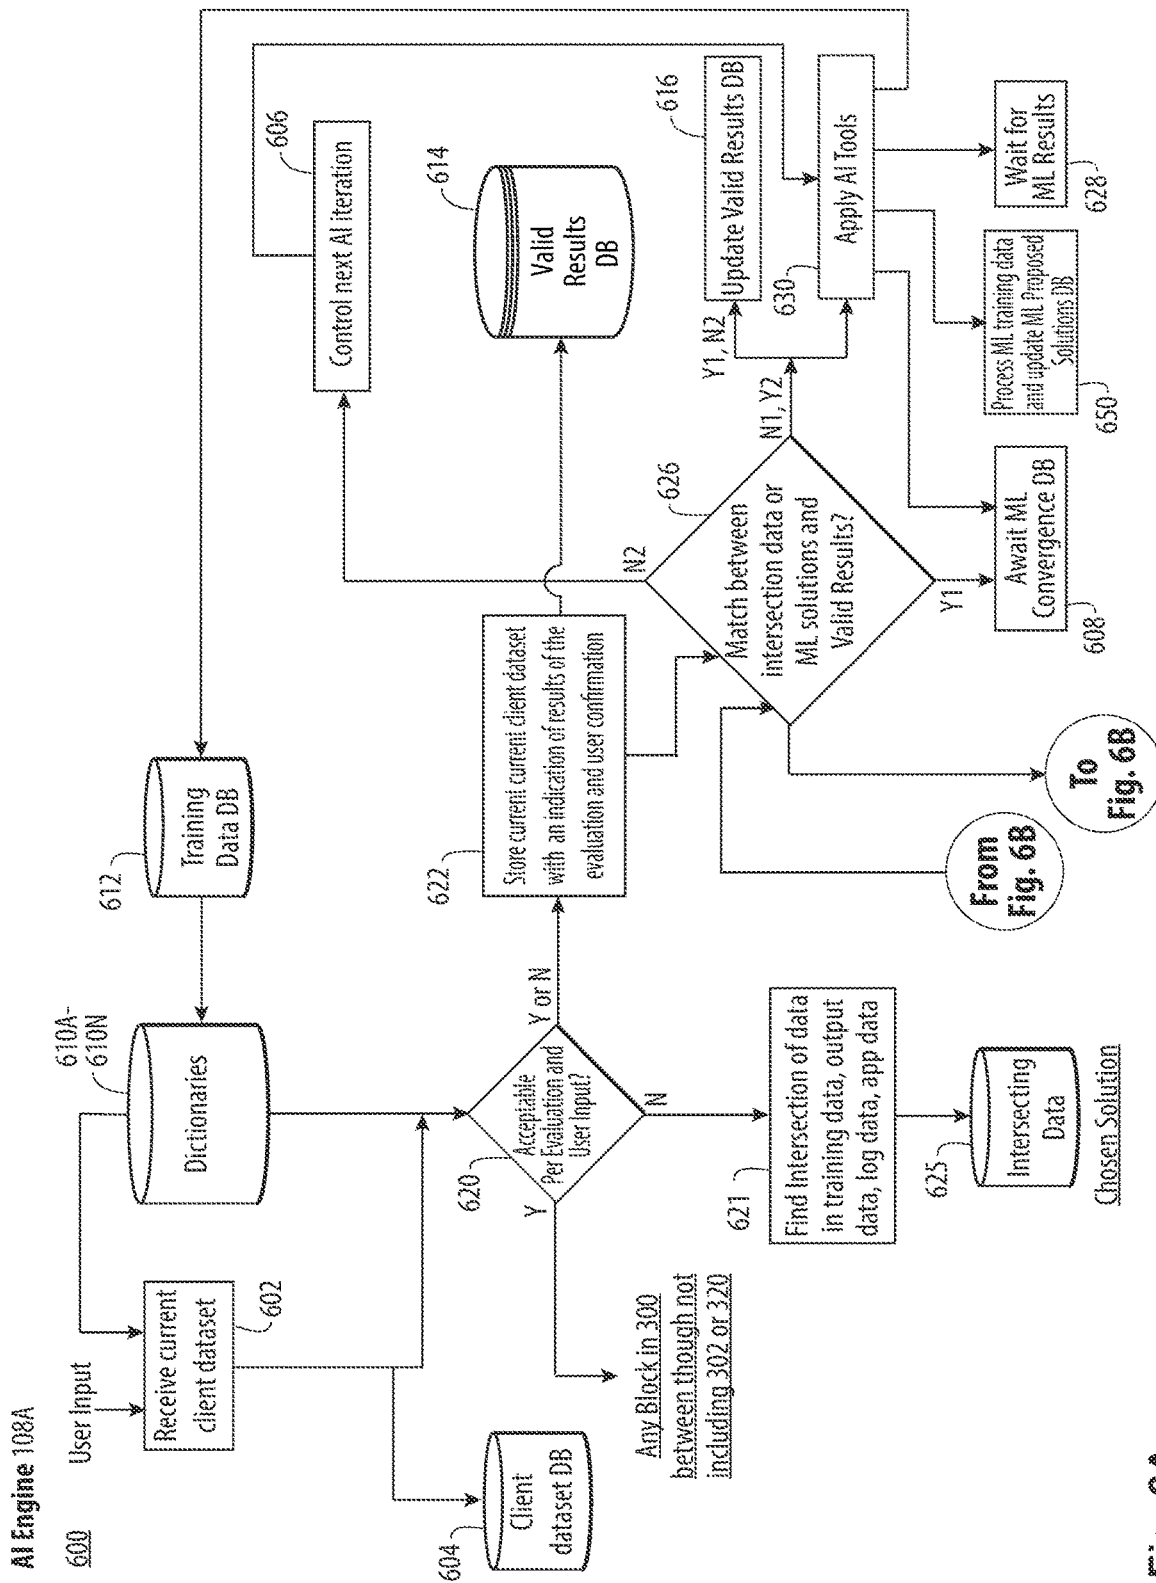 AI Engine 108A
600
User Input
Receive current
client dataset
602
610A-
610N
Dictionaries
612
Training
Data DB
Control next AI iteration
606
604
Client
dataset DB
620
Acceptable
Per Evaluation and
User Input?
Y
Y or N
N
622
Store current client dataset
with an indication of results of the
evaluation and user confirmation
Valid
Results
DB
614
Any Block in 300
between though not
including 302 or 320
621
Find Intersection of data
in training data, output
data, log data, app data
625
Intersecting
Data
Chosen Solution
Match between
intersection data or
ML solutions and
Valid Results?
626
N2
N1, Y2
Y1
Y1, N2
Update Valid Results DB
616
630
Apply AI Tools
From
Fig. 6B
To
Fig. 6B
608
Await ML
Convergence DB
650
Process ML training data
and update ML Proposed
Solutions DB
628
Wait for
ML Results